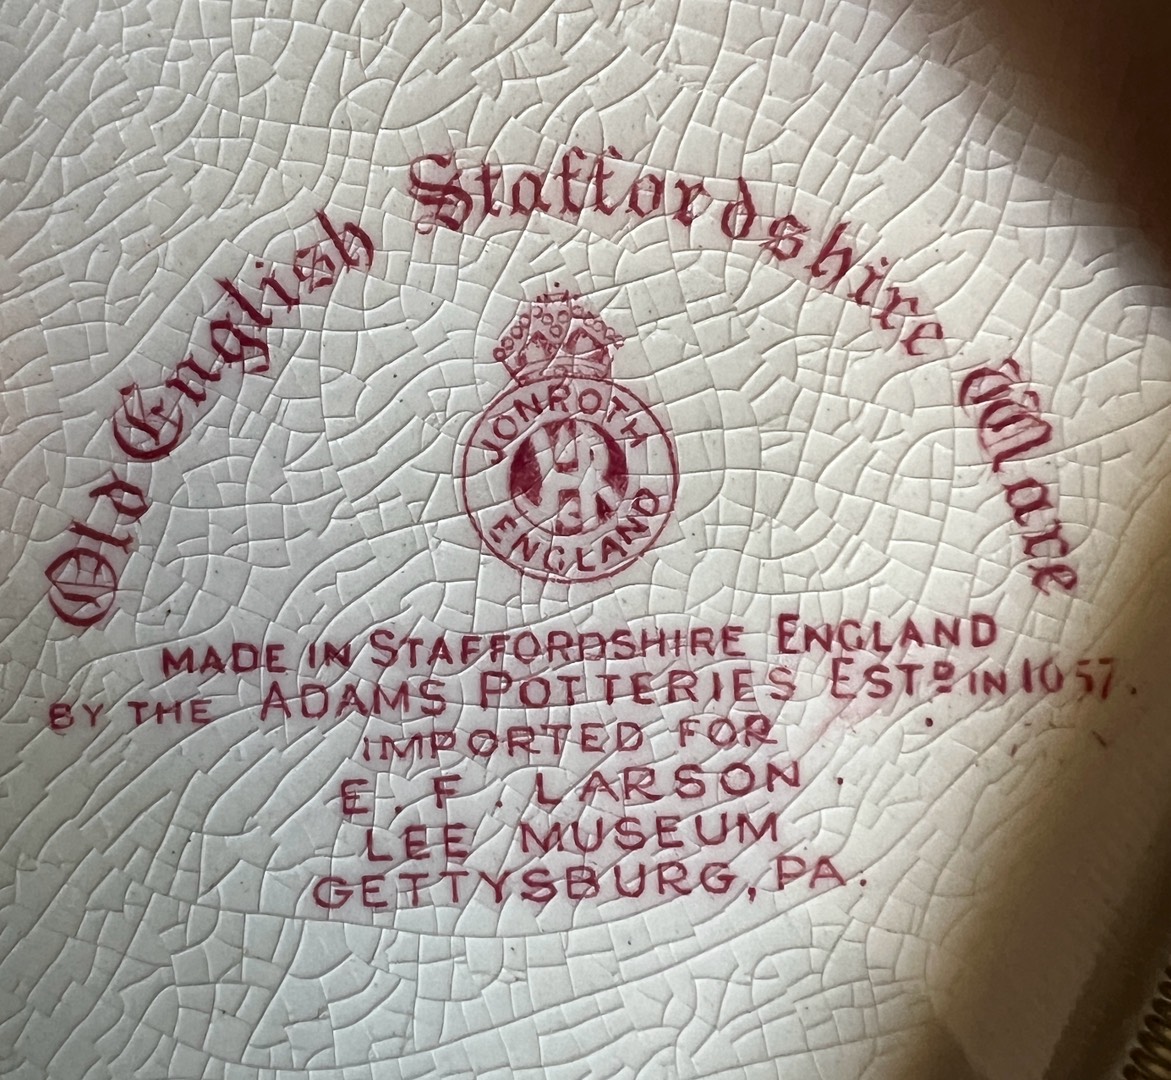 Old English Staffordshire Ware
JONROTH
ENGLAND
MADE IN STAFFORDSHIRE ENGLAND
BY THE ADAMS POTTERIES ESTD IN 1657.
IMPORTED FOR
E. F. LARSON.
LEE MUSEUM
GETTYSBURG, PA.